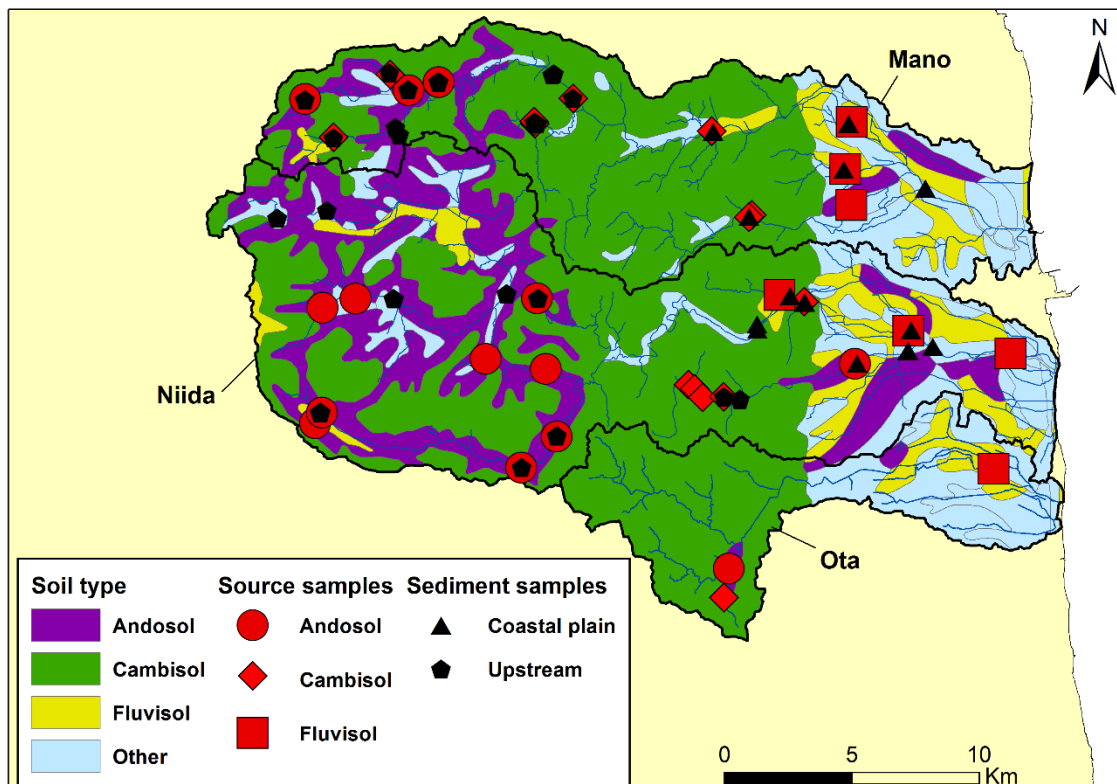 N
Mano
Niida
Ota
Soil type
Andosol
Cambisol
Fluvisol
Other
Source samples
Andosol
Cambisol
Fluvisol
Sediment samples
Coastal plain
Upstream
0 5 10
Km